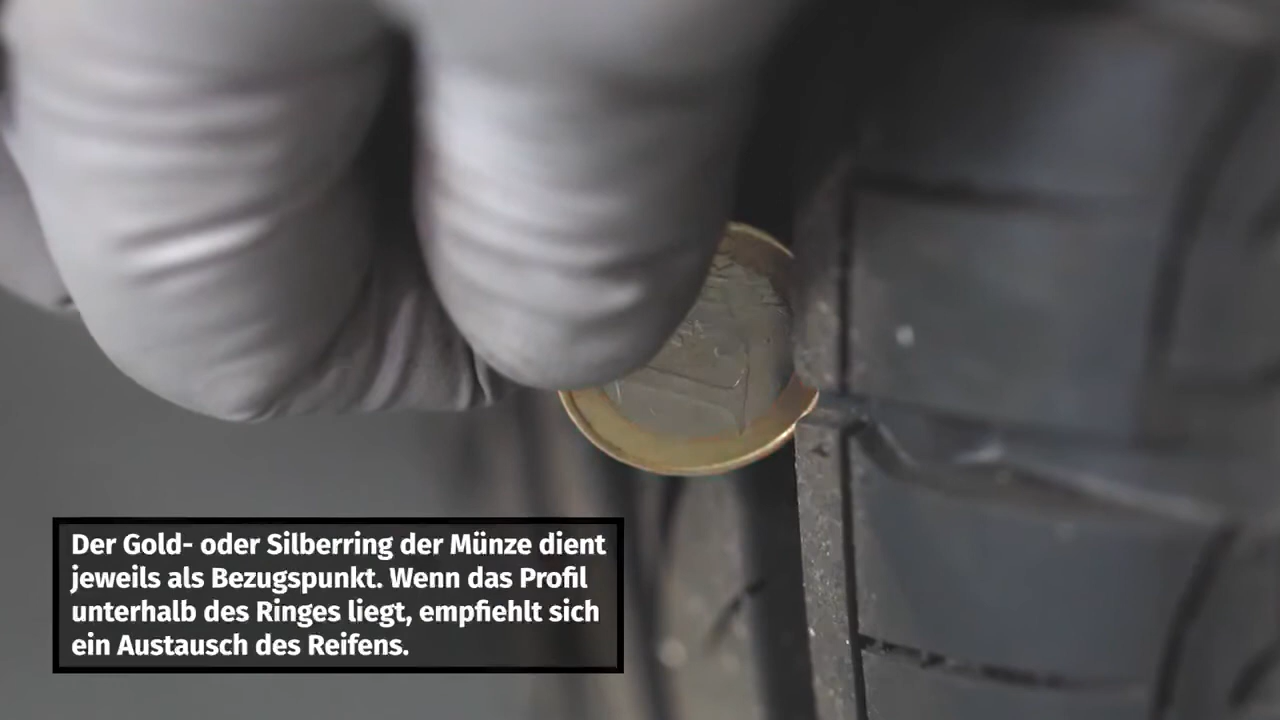 Der Gold- oder Silberring der Münze dient
jeweils als Bezugspunkt. Wenn das Profil
unterhalb des Ringes liegt, empfiehlt sich
ein Austausch des Reifens.